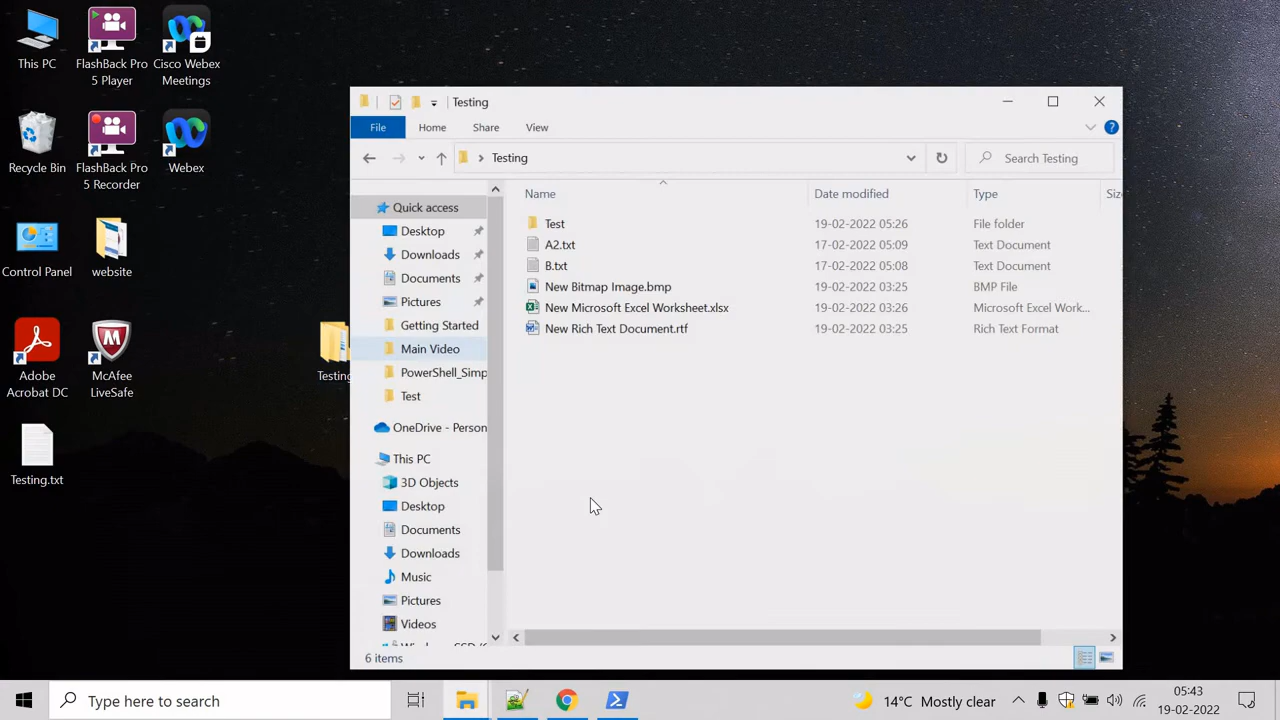 This PC
FlashBack Pro
5 Player
Cisco Webex
Meetings
Recycle Bin
FlashBack Pro
5 Recorder
Webex
Control Panel
website
Adobe
Acrobat DC
McAfee
LiveSafe
Testing
Testing.txt
Testing
File
Home
Share
View
?
Testing
Search Testing
Name
Date modified
Type
Siz
Quick access
Desktop
Downloads
Documents
Pictures
Getting Started
Main Video
PowerShell_Simp
Test
OneDrive - Person
This PC
3D Objects
Desktop
Documents
Downloads
Music
Pictures
Videos
Test 19-02-2022 05:26 File folder
A2.txt 17-02-2022 05:09 Text Document
B.txt 17-02-2022 05:08 Text Document
New Bitmap Image.bmp 19-02-2022 03:25 BMP File
New Microsoft Excel Worksheet.xlsx 19-02-2022 03:26 Microsoft Excel Work...
New Rich Text Document.rtf 19-02-2022 03:25 Rich Text Format
6 items
Type here to search
14°C Mostly clear
05:43
19-02-2022